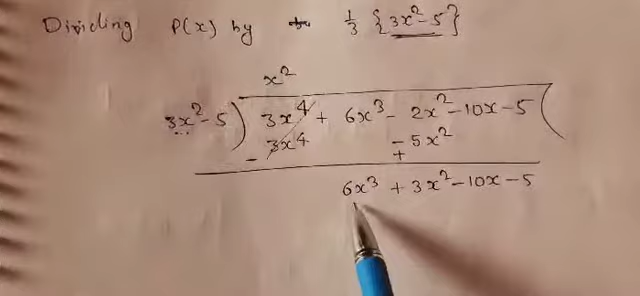 Dividing P(x) by 1/3 {3x²-5}
x²
3x²-5) 3x⁴ + 6x³ - 2x² -10x -5 (
- 3x⁴ -+ 5x²
6x³ + 3x² -10x -5